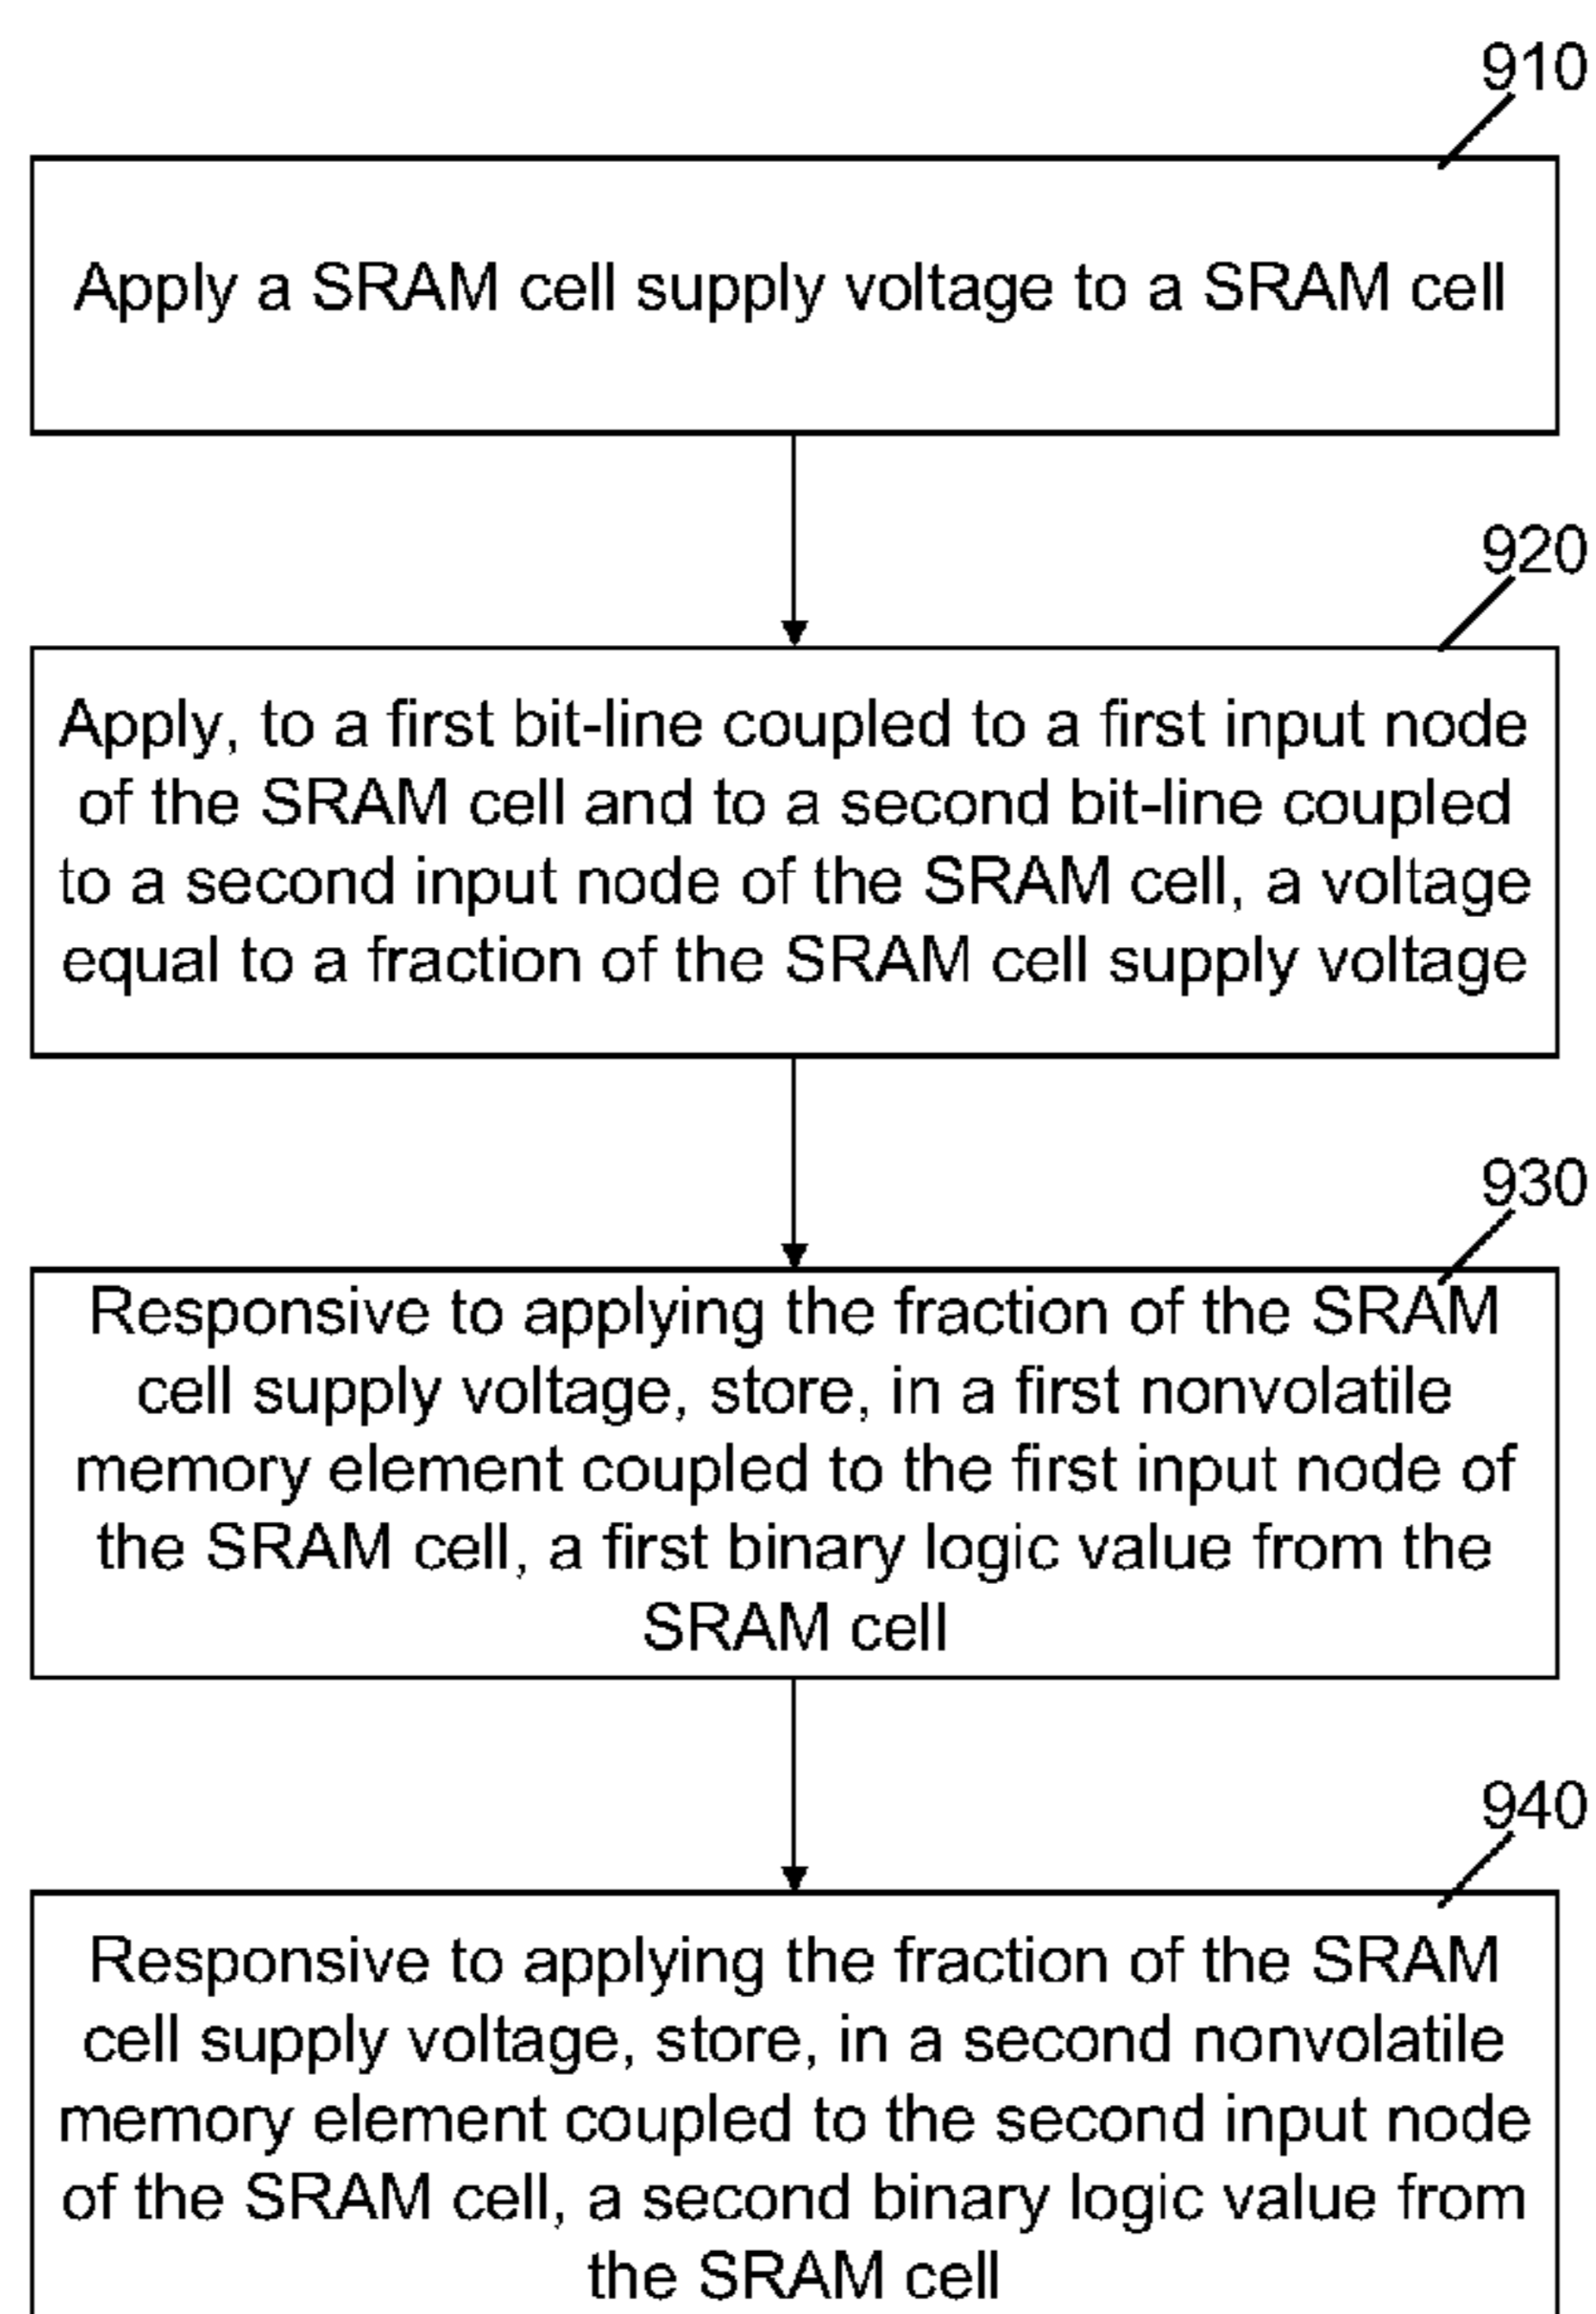 910
Apply a SRAM cell supply voltage to a SRAM cell
920
Apply, to a first bit-line coupled to a first input node
of the SRAM cell and to a second bit-line coupled
to a second input node of the SRAM cell, a voltage
equal to a fraction of the SRAM cell supply voltage
930
Responsive to applying the fraction of the SRAM
cell supply voltage, store, in a first nonvolatile
memory element coupled to the first input node of
the SRAM cell, a first binary logic value from the
SRAM cell
940
Responsive to applying the fraction of the SRAM
cell supply voltage, store, in a second nonvolatile
memory element coupled to the second input node
of the SRAM cell, a second binary logic value from
the SRAM cell